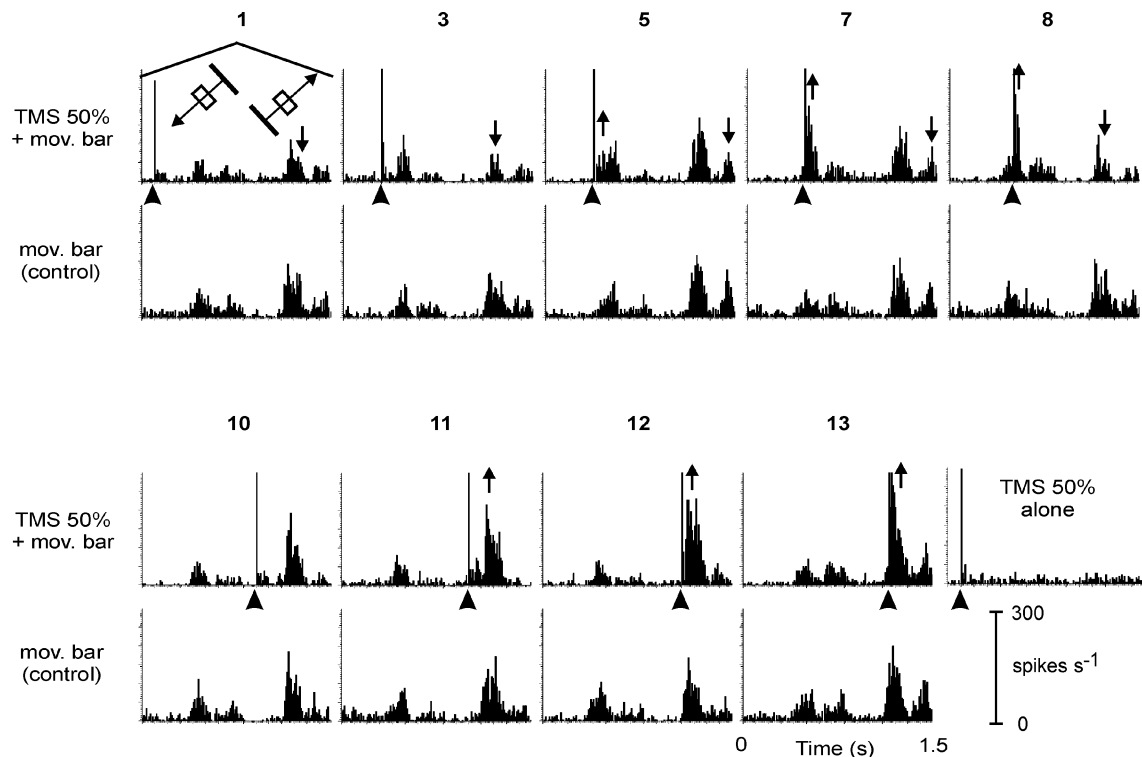 1 3 5 7 8
TMS 50%
+ mov. bar
mov. bar
(control)
10 11 12 13
TMS 50%
+ mov. bar
TMS 50%
alone
mov. bar
(control)
300
spikes s-1
0
0 Time (s) 1.5